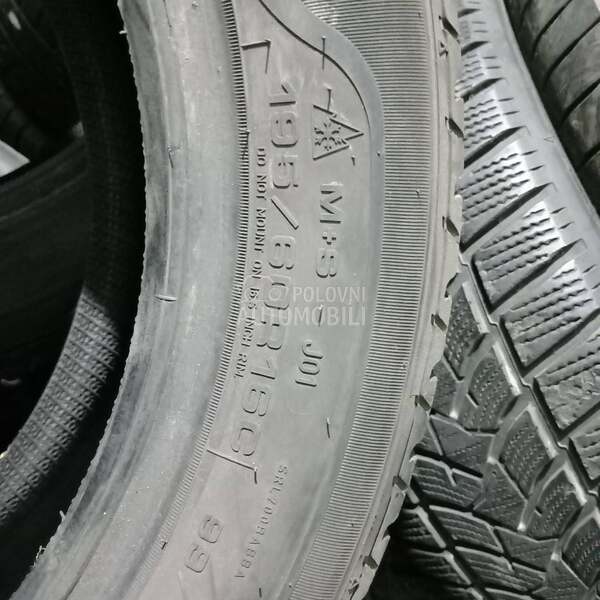 M+S - J01
195/60R16C
DO NOT MOUNT ON 16.5 INCH RIM.
99
POLOVNI
AUTOMOBILI